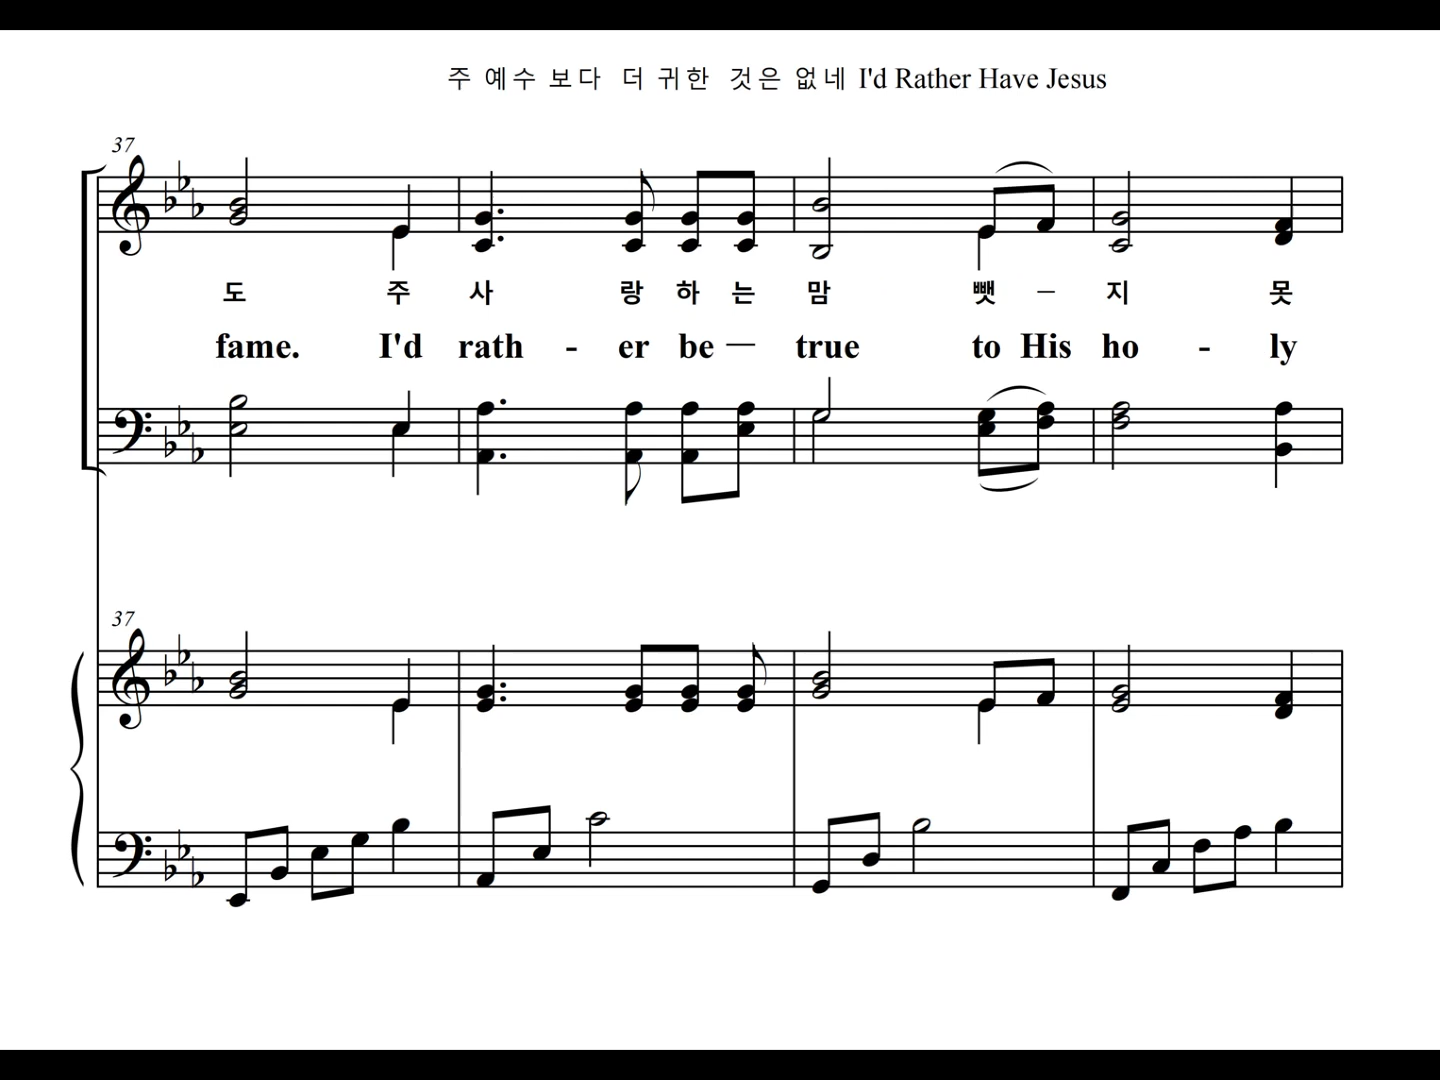 주 예수 보다 더 귀한 것은 없네 I'd Rather Have Jesus
37
도 주 사 랑 하 는 맘 뺏 – 지 못
fame. I'd rath - er be — true to His ho - ly
37